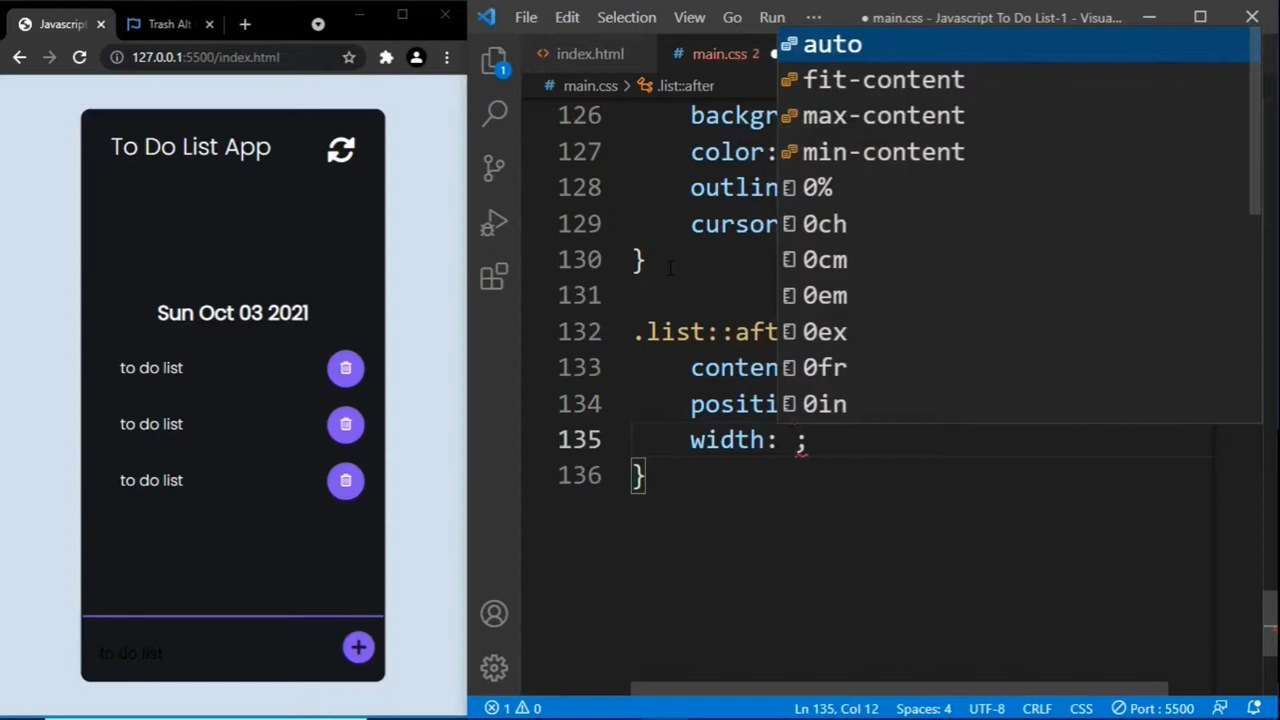 Javascript
Trash Alt
127.0.0.1:5500/index.html
To Do List App
Sun Oct 03 2021
to do list
to do list
to do list
to do list
File Edit Selection View Go Run ···
main.css - Javascript To Do List-1 - Visua...
1
index.html
# main.css 2
# main.css > .list::after
126 backgr
127 color:
128 outlin
129 cursor
130 }
131
132 .list::aft
133 conten
134 positi
135 width: ;
136 }
auto
fit-content
max-content
min-content
0%
0ch
0cm
0em
0ex
0fr
0in
1 0
Ln 135, Col 12
Spaces: 4
UTF-8
CRLF
CSS
Port : 5500